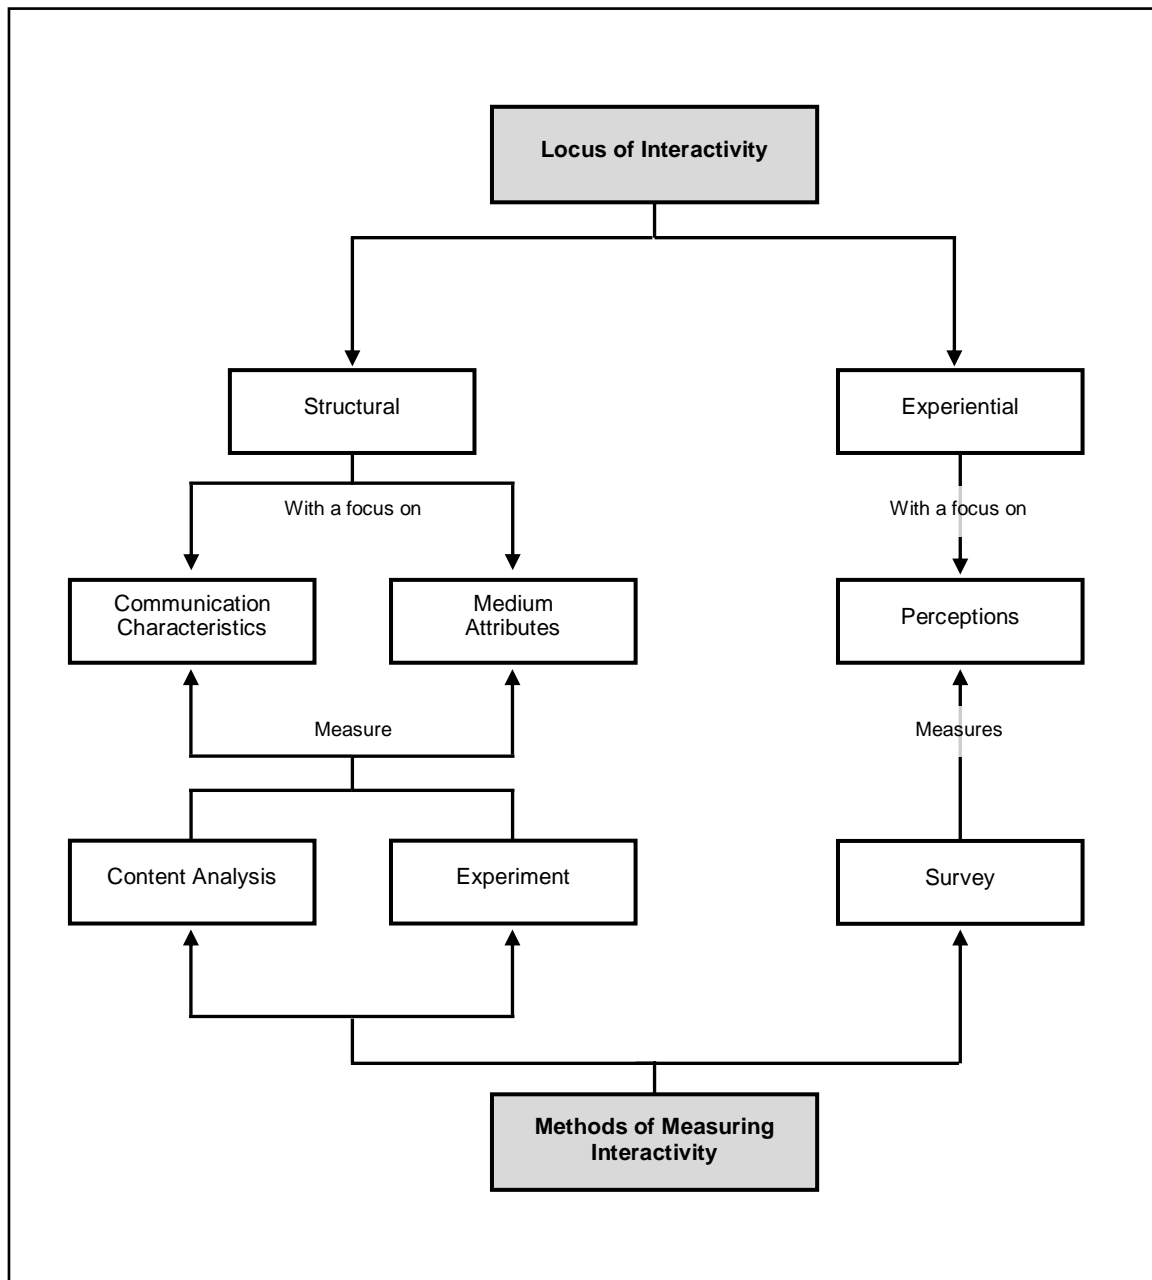 Locus of Interactivity
Structural
Experiential
With a focus on
With a focus on
Communication
Characteristics
Medium
Attributes
Perceptions
Measure
Measures
Content Analysis
Experiment
Survey
Methods of Measuring
Interactivity